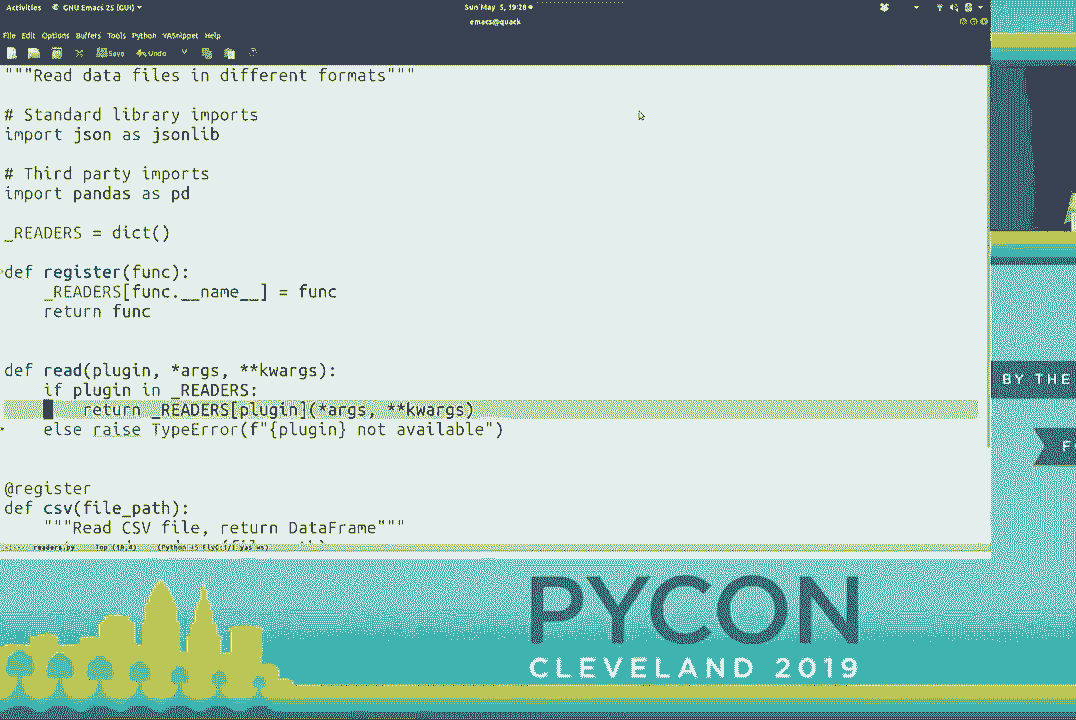 Activities GNU Emacs 25 (GUI) Sun May 5, 19:28
emacs@quack
File Edit Options Buffers Tools Python YASnippet Help
Save Undo
"""Read data files in different formats"""
# Standard library imports
import json as jsonlib
# Third party imports
import pandas as pd
_READERS = dict()
def register(func):
_READERS[func.__name__] = func
return func
def read(plugin, *args, **kwargs):
if plugin in _READERS:
return _READERS[plugin](*args, **kwargs)
else raise TypeError(f"{plugin} not available")
@register
def csv(file_path):
"""Read CSV file, return DataFrame"""
readers.py Top (18,4)
BY THE
PYCON
CLEVELAND 2019